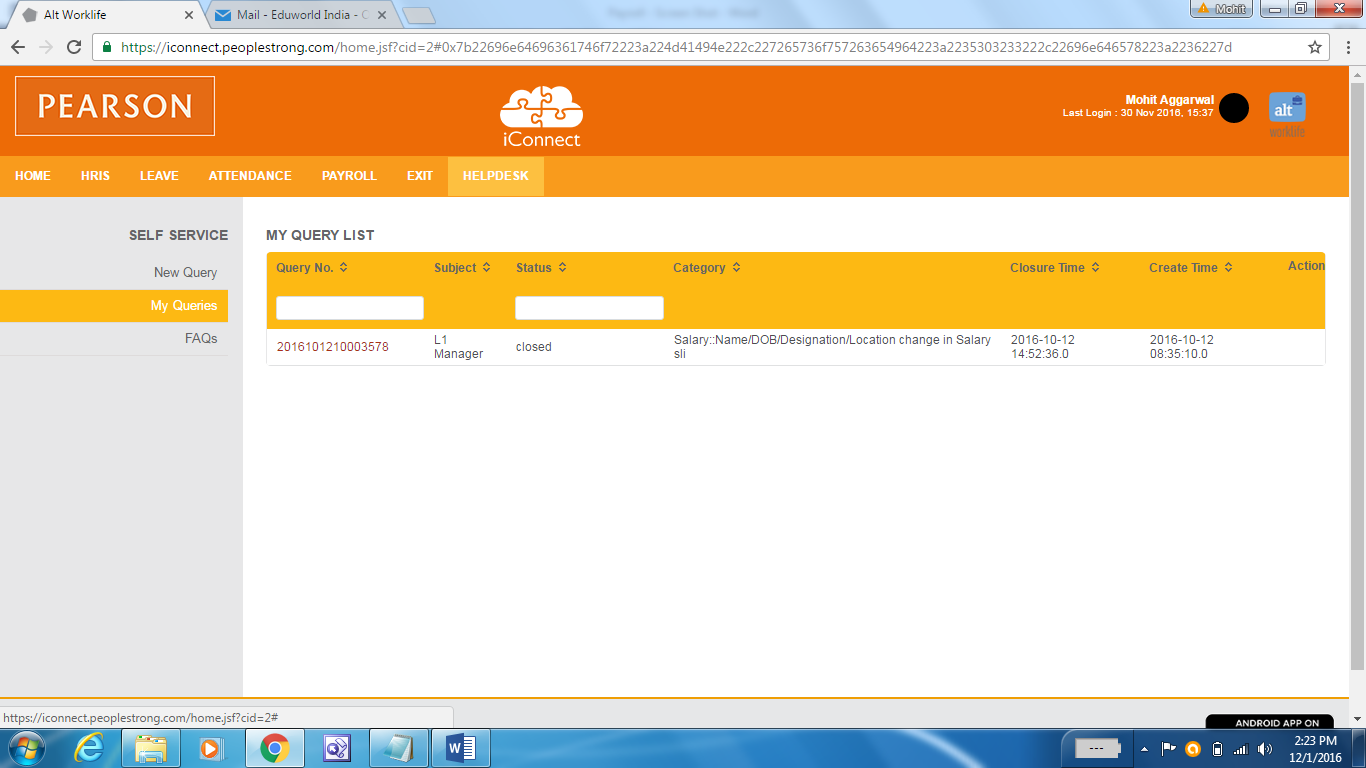 Alt Worklife
Mail - Eduworld India - O
Mohit
https://iconnect.peoplestrong.com/home.jsf?cid=2#0x7b22696e64696361746f72223a224d41494e222c227265736f757263654964223a2235303233222c22696e646578223a2236227d
PEARSON
iConnect
Mohit Aggarwal
Last Login : 30 Nov 2016, 15:37
alt
worklife
HOME HRIS LEAVE ATTENDANCE PAYROLL EXIT HELPDESK
SELF SERVICE
New Query
My Queries
FAQs
MY QUERY LIST
Query No. Subject Status Category Closure Time Create Time Action
2016101210003578 L1 Manager closed Salary::Name/DOB/Designation/Location change in Salary sli 2016-10-12 14:52:36.0 2016-10-12 08:35:10.0
https://iconnect.peoplestrong.com/home.jsf?cid=2#
ANDROID APP ON
2:23 PM
12/1/2016